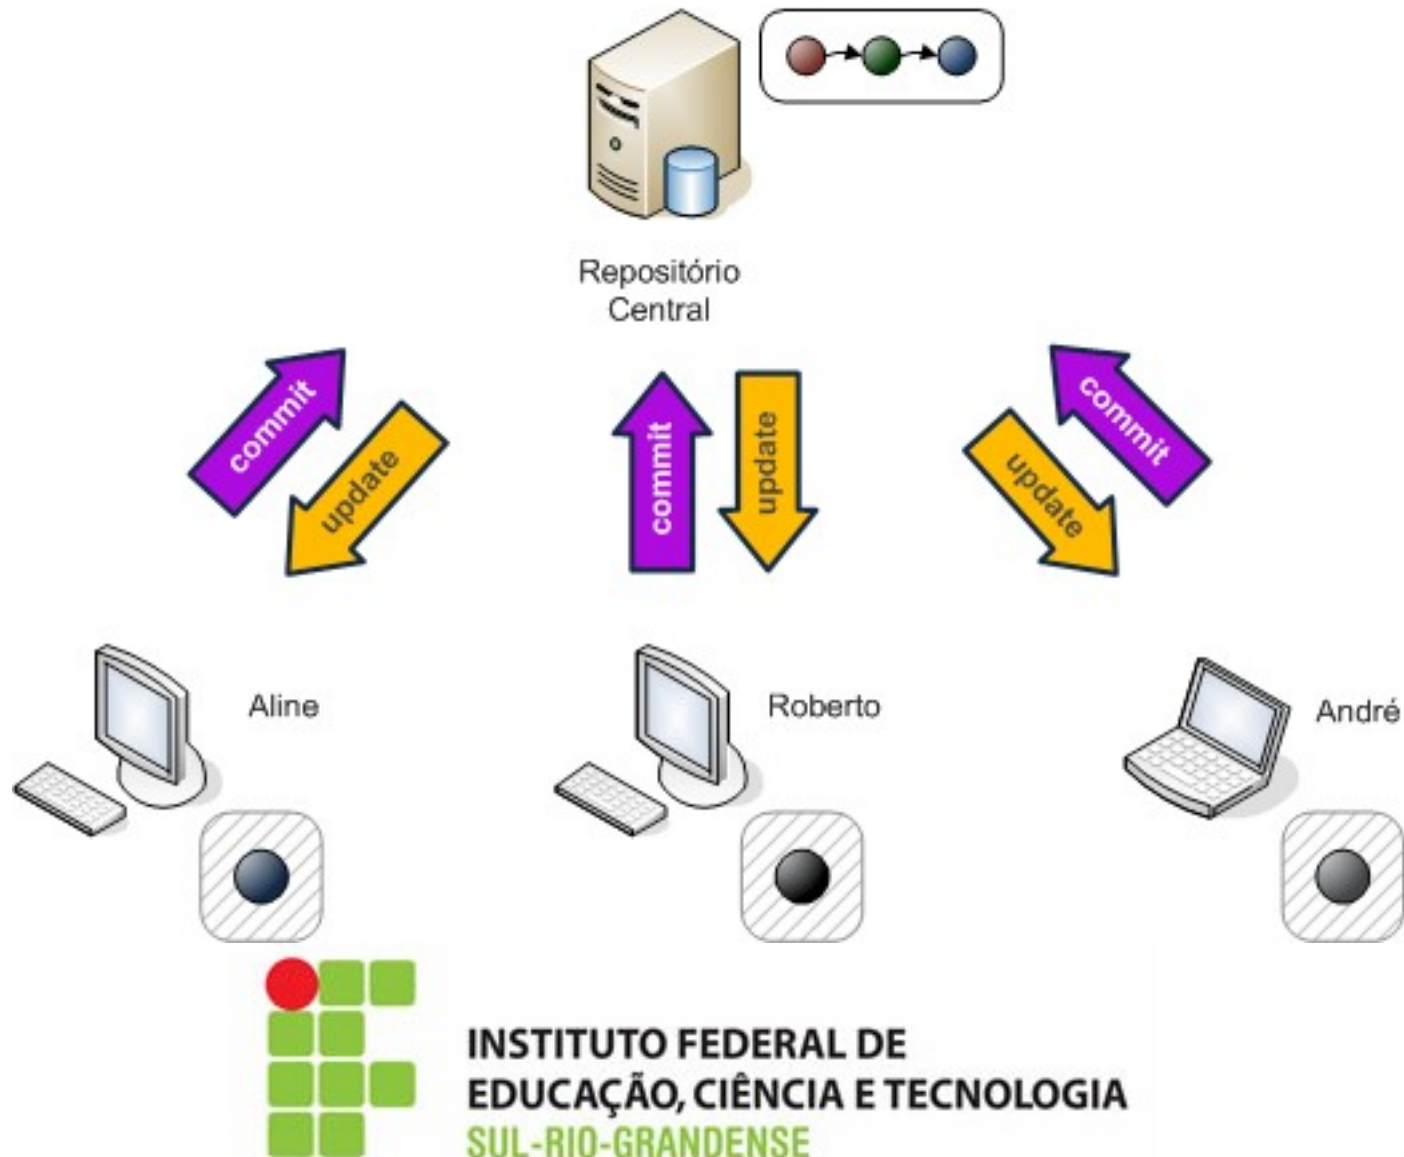 Repositório
Central
commit
update
commit
update
commit
update
Aline
Roberto
André
INSTITUTO FEDERAL DE
EDUCAÇÃO, CIÊNCIA E TECNOLOGIA
SUL-RIO-GRANDENSE